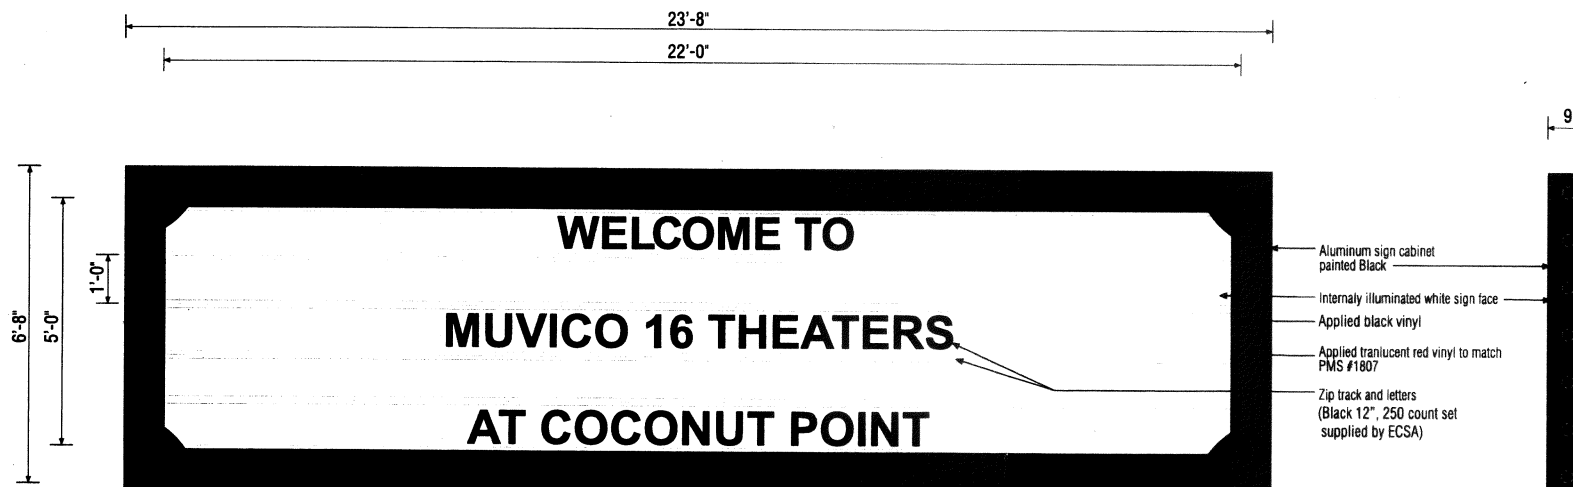 23'-8"
22'-0"
9
6'-8"
5'-0"
1'-0"
WELCOME TO
MUVICO 16 THEATERS
AT COCONUT POINT
Aluminum sign cabinet
painted Black
Internaly illuminated white sign face
Applied black vinyl
Applied tranlucent red vinyl to match
PMS #1807
Zip track and letters
(Black 12", 250 count set
supplied by ECSA)